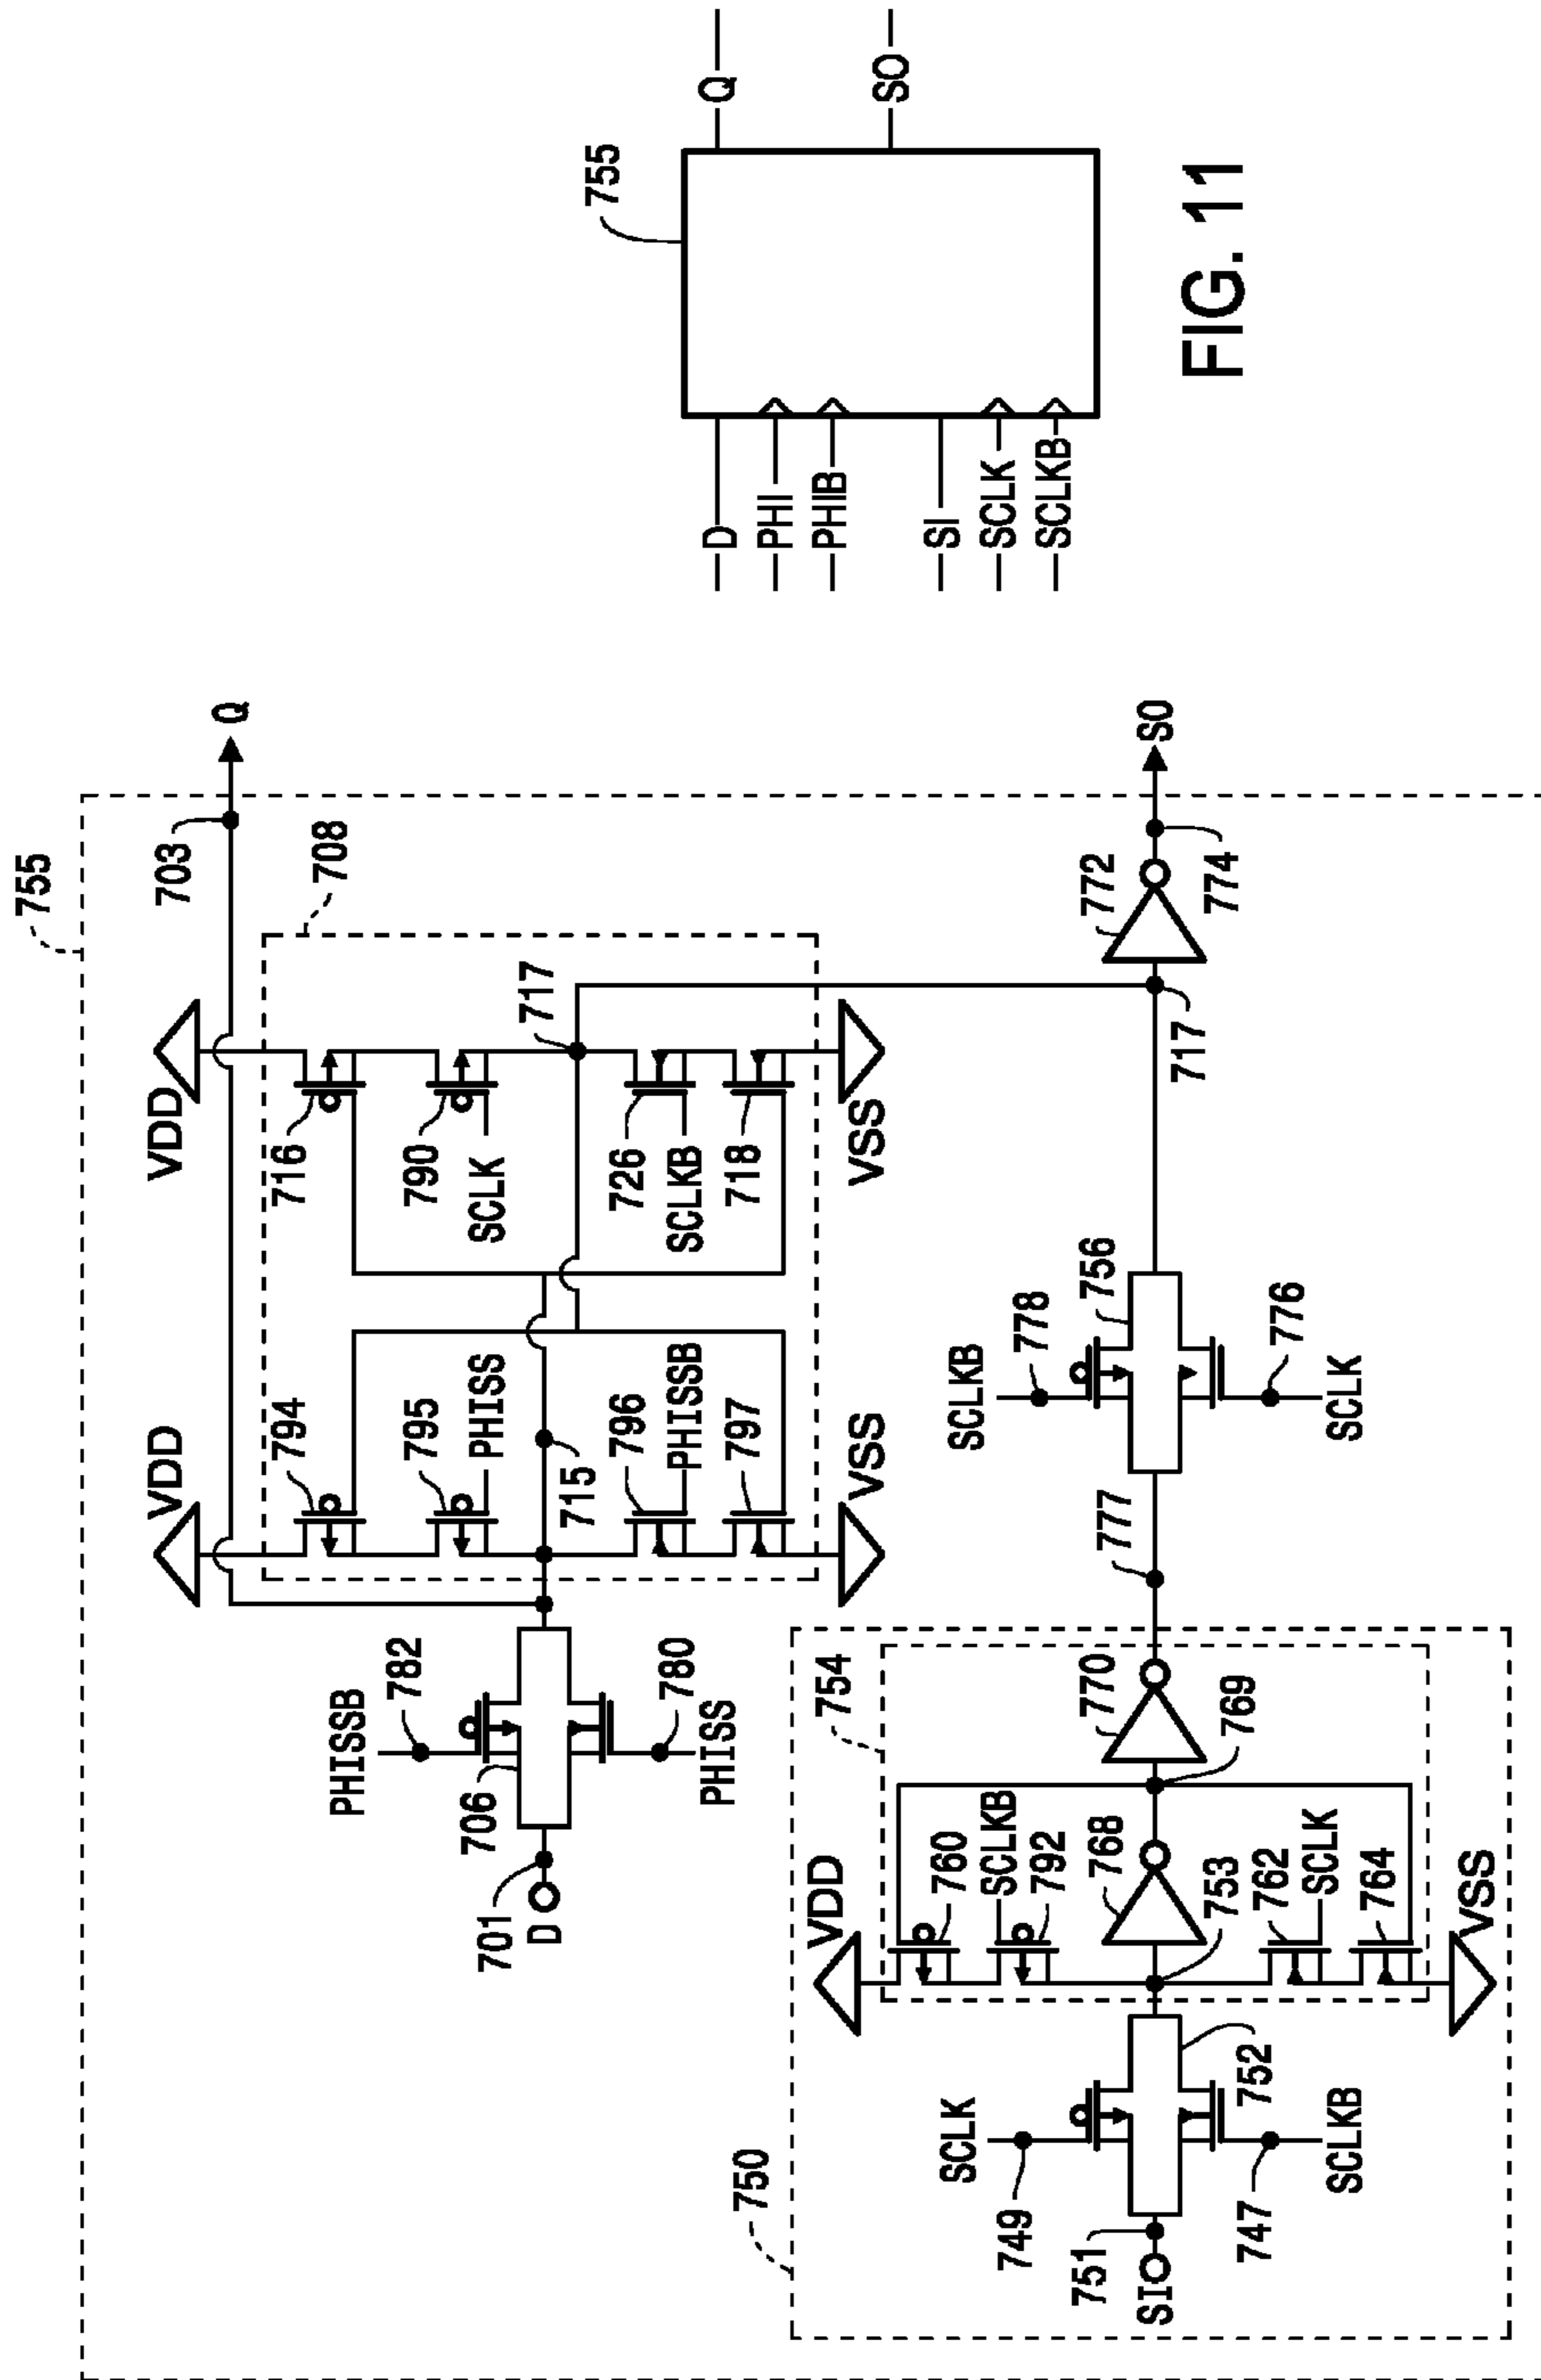 755
703
Q
VDD
VDD
708
794
716
795
PHISS
790
SCLK
717
715
796
PHISSB
726
SCLKB
797
718
VSS
VSS
PHISSB
782
706
701
D
780
PHISS
750
754
VDD
760
SCLKB
792
770
768
753
769
762
SCLK
764
VSS
SCLK
749
751
SI
752
747
SCLKB
777
SCLKB
778
756
776
SCLK
717
772
774
SO
755
D
PHI
PHIB
SI
SCLK
SCLKB
Q
SO
FIG. 11